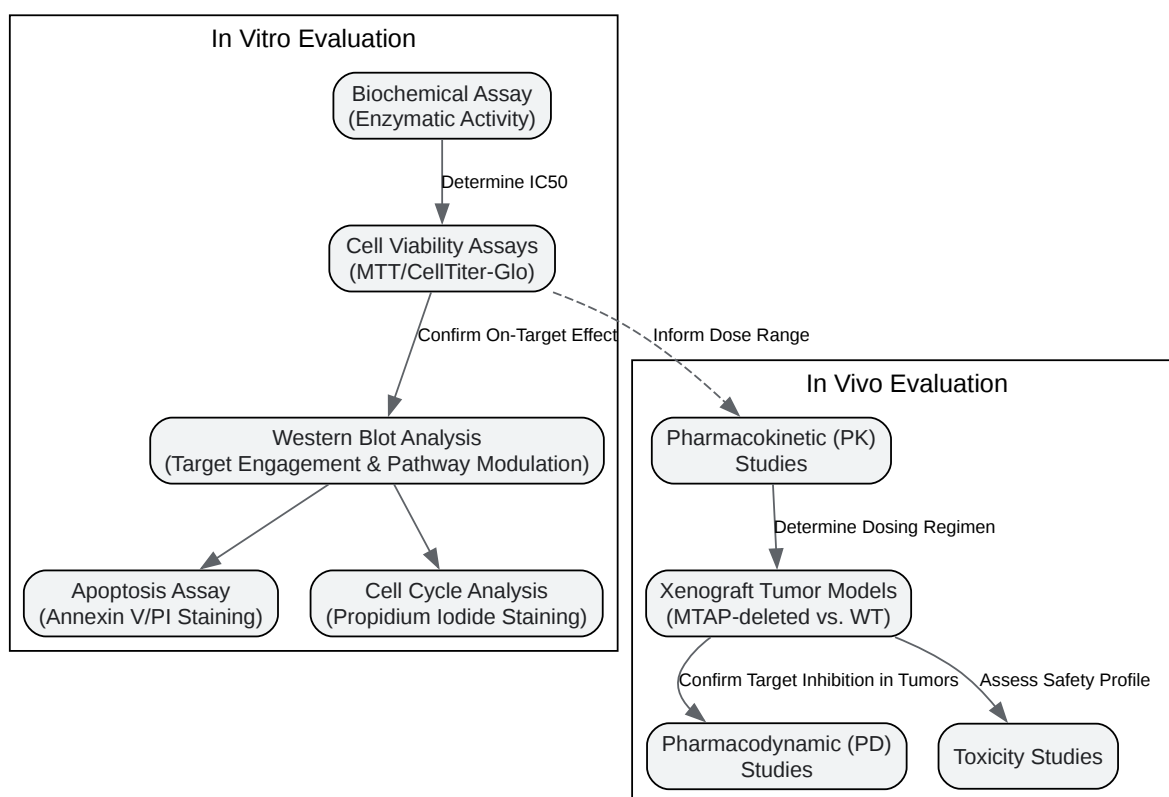 In Vitro Evaluation
Biochemical Assay
(Enzymatic Activity)
Determine IC50
Cell Viability Assays
(MTT/CellTiter-Glo)
Confirm On-Target Effect
Inform Dose Range
Western Blot Analysis
(Target Engagement & Pathway Modulation)
Apoptosis Assay
(Annexin V/PI Staining)
Cell Cycle Analysis
(Propidium Iodide Staining)
In Vivo Evaluation
Pharmacokinetic (PK)
Studies
Determine Dosing Regimen
Xenograft Tumor Models
(MTAP-deleted vs. WT)
Confirm Target Inhibition in Tumors
Assess Safety Profile
Pharmacodynamic (PD)
Studies
Toxicity Studies